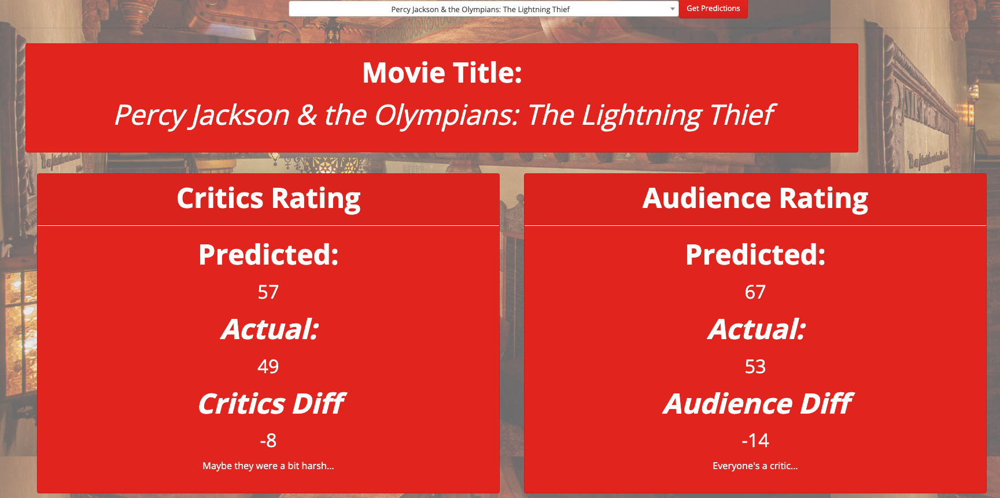 Percy Jackson & the Olympians: The Lightning Thief
Get Predictions
Movie Title:
Percy Jackson & the Olympians: The Lightning Thief
Critics Rating
Predicted:
57
Actual:
49
Critics Diff
-8
Maybe they were a bit harsh...
Audience Rating
Predicted:
67
Actual:
53
Audience Diff
-14
Everyone's a critic...